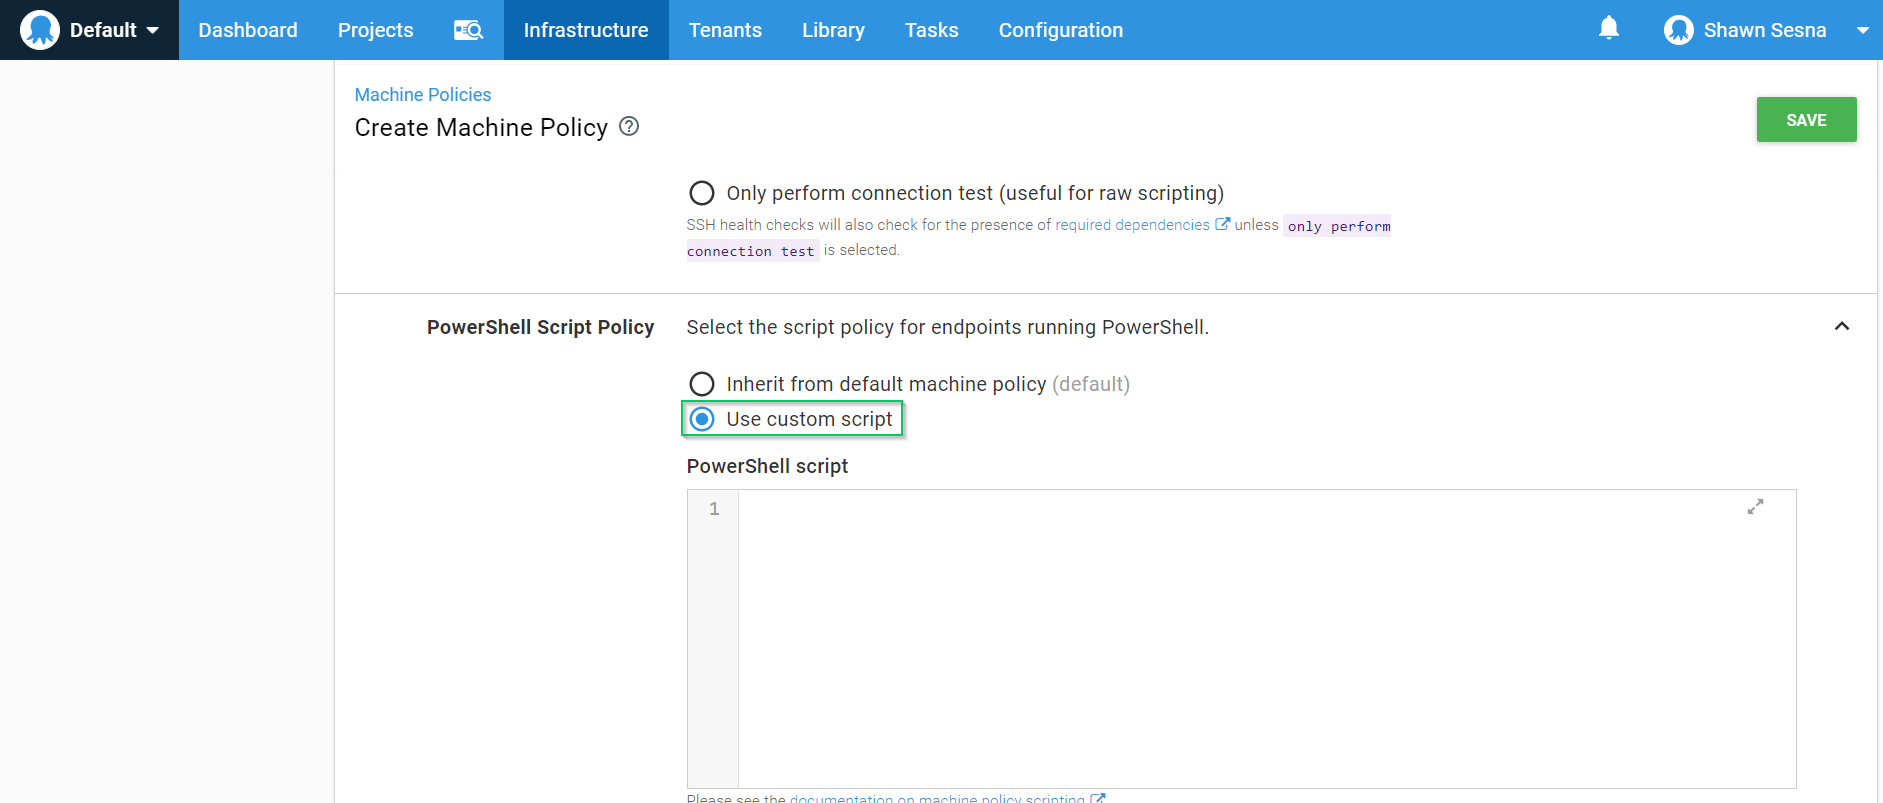 Default Dashboard Projects Infrastructure Tenants Library Tasks Configuration Shawn Sesna
Machine Policies
Create Machine Policy ?
SAVE
Only perform connection test (useful for raw scripting)
SSH health checks will also check for the presence of required dependencies unless only perform
connection test is selected.
PowerShell Script Policy Select the script policy for endpoints running PowerShell.
Inherit from default machine policy (default)
Use custom script
PowerShell script
1
Please see the documentation on machine policy scripting